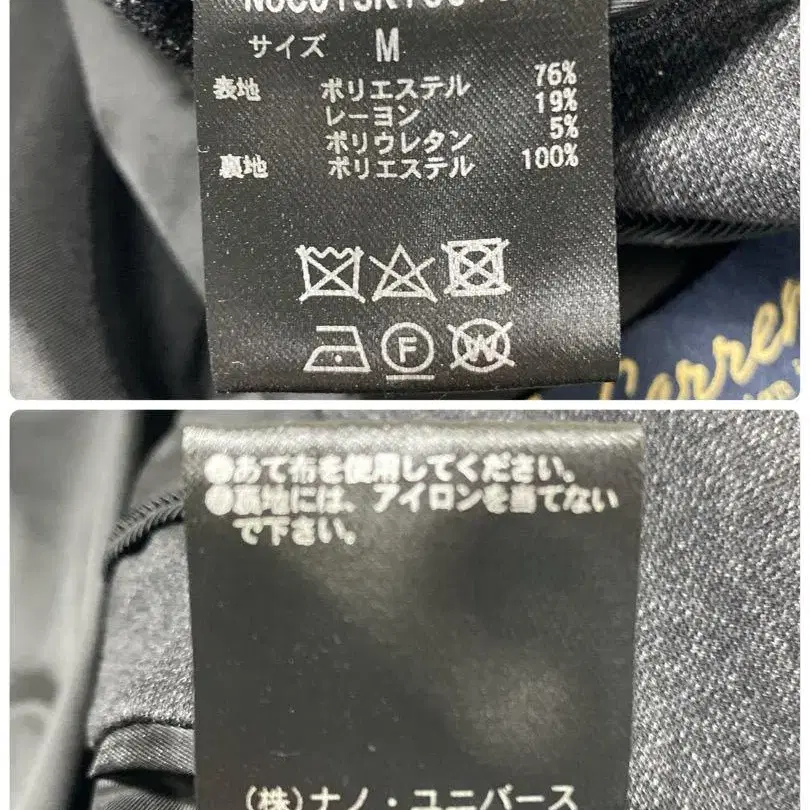 サイズ M
表地 ポリエステル 76%
レーヨン 19%
ポリウレタン 5%
裏地 ポリエステル 100%
F W
●あて布を使用してください。
●裏地には、アイロンを当てない
で下さい。
(株)ナノ・ユニバース